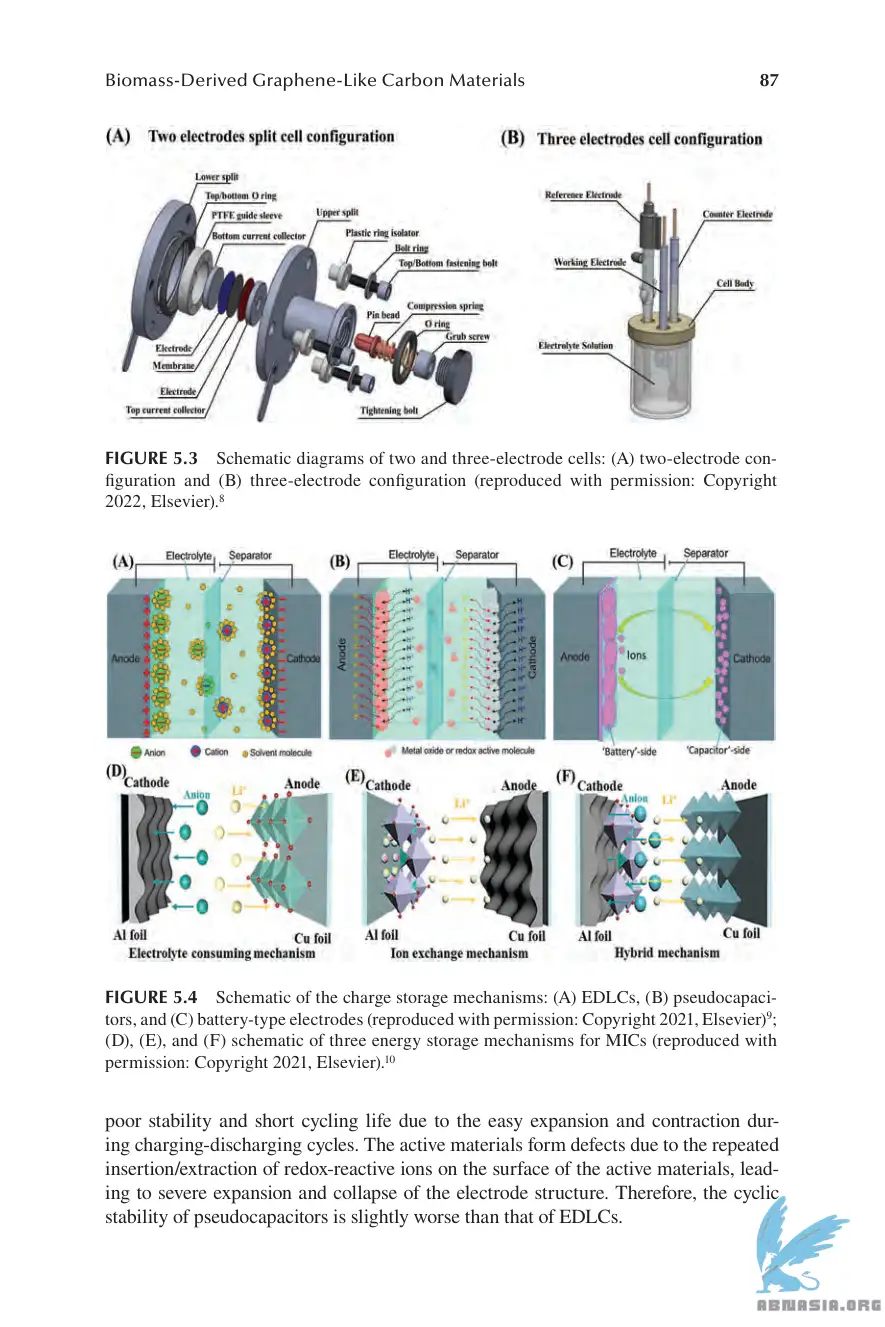 Biomass-Derived Graphene-Like Carbon Materials 87
(A) Two electrodes split cell configuration
(B) Three electrodes cell configuration
Lower split
Top/bottom O ring
PTFE guide sleeve
Bottom current collector
Upper split
Plastic ring isolator
Bolt ring
Top/Bottom fastening bolt
Compression spring
Pin bead
O ring
Grub screw
Electrode
Membrane
Electrode
Top current collector
Tightening bolt
Reference Electrode
Counter Electrode
Working Electrode
Cell Body
Electrolyte Solution
FIGURE 5.3 Schematic diagrams of two and three-electrode cells: (A) two-electrode con-
figuration and (B) three-electrode configuration (reproduced with permission: Copyright
2022, Elsevier).8
(A) Electrolyte Separator
Anode
Cathode
Anion Cation Solvent molecule
(B) Electrolyte Separator
Anode
Cathode
Metal oxide or redox active molecule
(C) Electrolyte Separator
Anode
Ions
Cathode
'Battery'-side 'Capacitor'-side
(D)
Cathode Anode
Anion Li+
Al foil Cu foil
Electrolyte consuming mechanism
(E)
Cathode Anode
Li+
Al foil Cu foil
Ion exchange mechanism
(F)
Cathode Anode
Anion Li+
Al foil Cu foil
Hybrid mechanism
FIGURE 5.4 Schematic of the charge storage mechanisms: (A) EDLCs, (B) pseudocapaci-
tors, and (C) battery-type electrodes (reproduced with permission: Copyright 2021, Elsevier)9;
(D), (E), and (F) schematic of three energy storage mechanisms for MICs (reproduced with
permission: Copyright 2021, Elsevier).10
poor stability and short cycling life due to the easy expansion and contraction dur-
ing charging-discharging cycles. The active materials form defects due to the repeated
insertion/extraction of redox-reactive ions on the surface of the active materials, lead-
ing to severe expansion and collapse of the electrode structure. Therefore, the cyclic
stability of pseudocapacitors is slightly worse than that of EDLCs.
ABNASIA.ORG